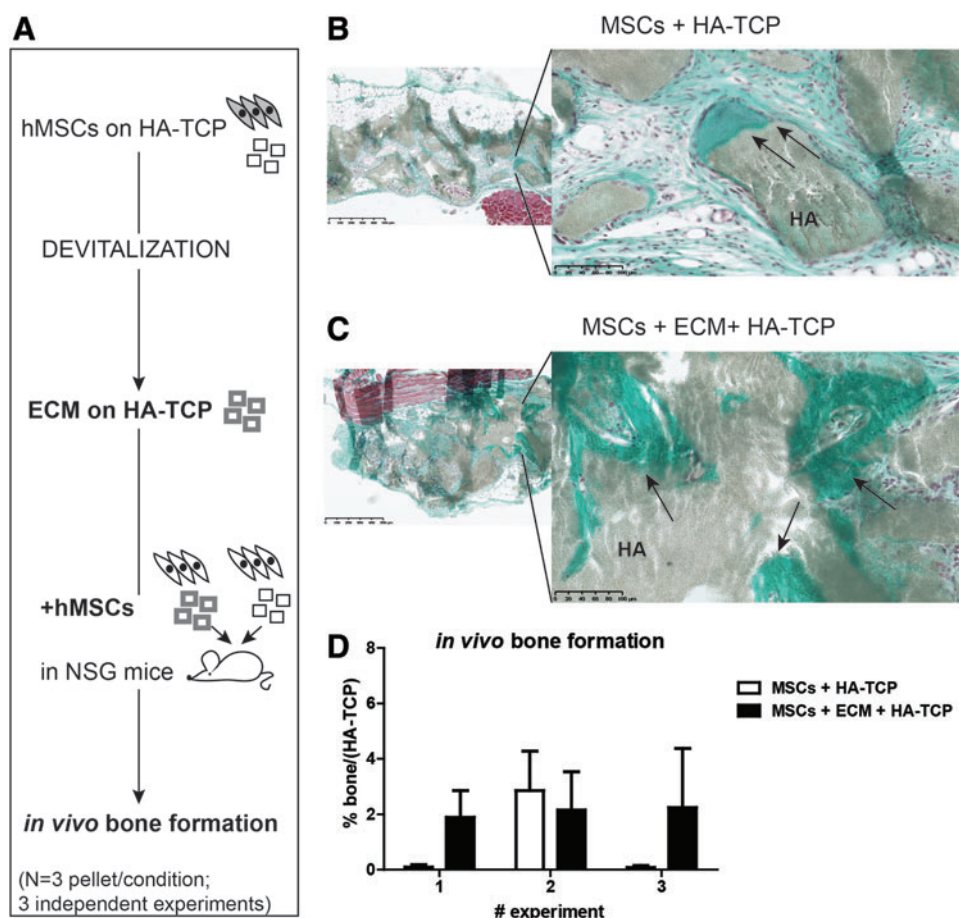 A
hMSCs on HA-TCP
DEVITALIZATION
ECM on HA-TCP
+hMSCs
in NSG mice
in vivo bone formation
(N=3 pellet/condition;
3 independent experiments)
B
MSCs + HA-TCP
HA
C
MSCs + ECM+ HA-TCP
HA
D
in vivo bone formation
% bone/(HA-TCP)
8
6
4
2
0
1
2
3
# experiment
MSCs + HA-TCP
MSCs + ECM + HA-TCP